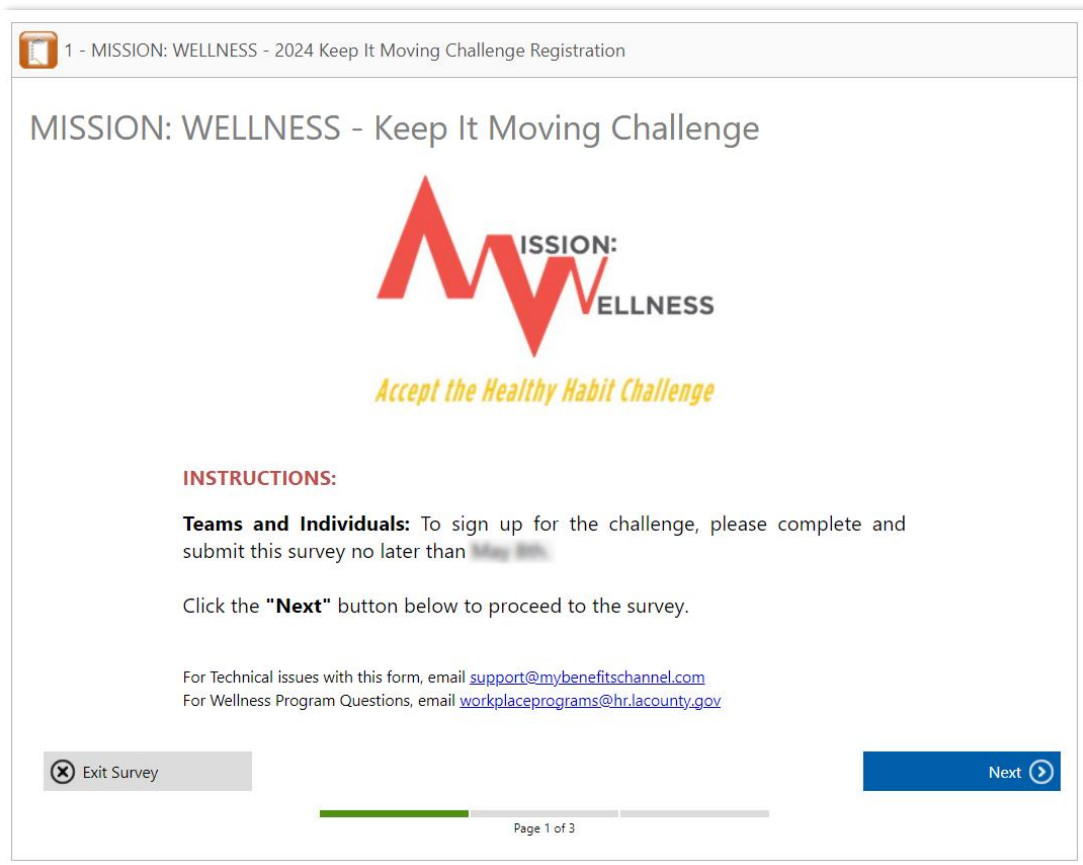 1 - MISSION: WELLNESS - 2024 Keep It Moving Challenge Registration
MISSION: WELLNESS - Keep It Moving Challenge
MISSION:
WELLNESS
Accept the Healthy Habit Challenge
INSTRUCTIONS:
Teams and Individuals: To sign up for the challenge, please complete and
submit this survey no later than
Click the "Next" button below to proceed to the survey.
For Technical issues with this form, email support@mybenefitschannel.com
For Wellness Program Questions, email workplaceprograms@hr.lacounty.gov
Exit Survey
Next
Page 1 of 3